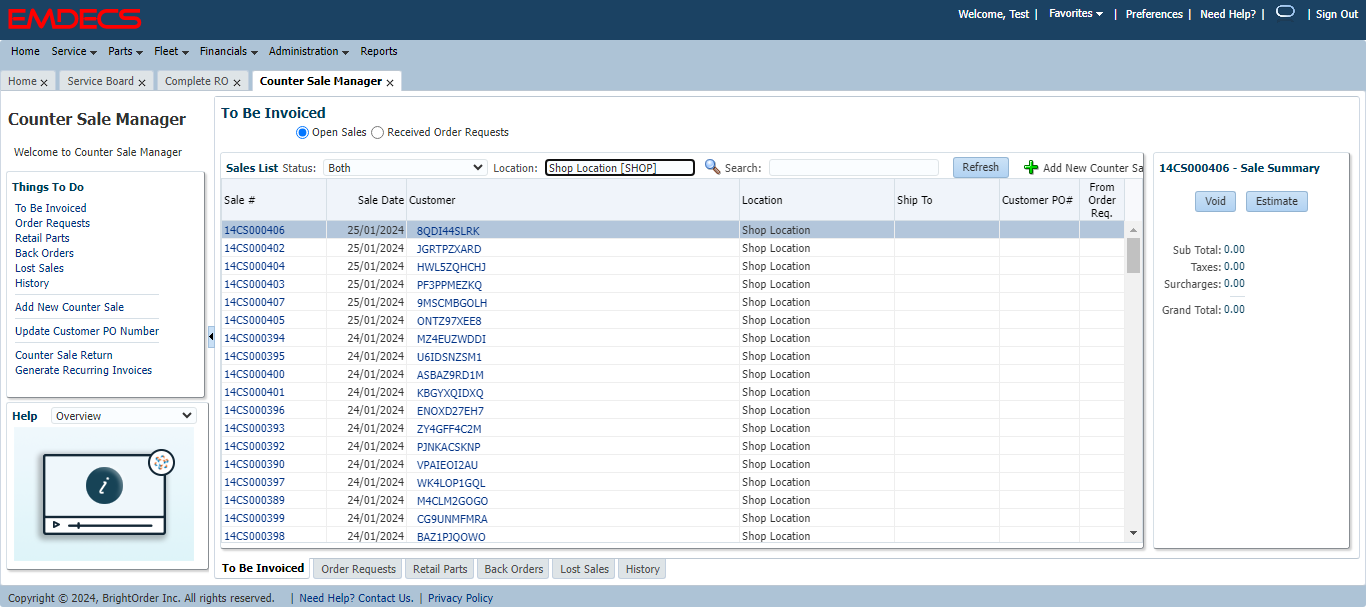 EMDECS
Welcome, Test | Favorites | Preferences | Need Help? | | Sign Out
Home Service Parts Fleet Financials Administration Reports
Home x Service Board x Complete RO x Counter Sale Manager x
Counter Sale Manager
Welcome to Counter Sale Manager
Things To Do
To Be Invoiced
Order Requests
Retail Parts
Back Orders
Lost Sales
History
Add New Counter Sale
Update Customer PO Number
Counter Sale Return
Generate Recurring Invoices
Help Overview
i
To Be Invoiced
Open Sales Received Order Requests
Sales List Status: Both Location: Shop Location [SHOP] Search: Refresh Add New Counter Sa
Sale # Sale Date Customer Location Ship To Customer PO# From Order Req.
14CS000406 25/01/2024 8QDI44SLRK Shop Location
14CS000402 25/01/2024 JGRTPZXARD Shop Location
14CS000404 25/01/2024 HWL5ZQHCHJ Shop Location
14CS000403 25/01/2024 PF3PPMEZKQ Shop Location
14CS000407 25/01/2024 9MSCMBGOLH Shop Location
14CS000405 25/01/2024 ONTZ97XEE8 Shop Location
14CS000394 24/01/2024 MZ4EUZWDDI Shop Location
14CS000395 24/01/2024 U6IDSNZSM1 Shop Location
14CS000400 24/01/2024 ASBAZ9RD1M Shop Location
14CS000401 24/01/2024 KBGYXQIDXQ Shop Location
14CS000396 24/01/2024 ENOXD27EH7 Shop Location
14CS000393 24/01/2024 ZY4GFF4C2M Shop Location
14CS000392 24/01/2024 PJNKACSKNP Shop Location
14CS000390 24/01/2024 VPAIEOI2AU Shop Location
14CS000397 24/01/2024 WK4LOP1GQL Shop Location
14CS000389 24/01/2024 M4CLM2GOGO Shop Location
14CS000399 24/01/2024 CG9UNMFMRA Shop Location
14CS000398 24/01/2024 BAZ1PJQOWO Shop Location
14CS000406 - Sale Summary
Void Estimate
Sub Total: 0.00
Taxes: 0.00
Surcharges: 0.00
Grand Total: 0.00
To Be Invoiced Order Requests Retail Parts Back Orders Lost Sales History
Copyright © 2024, BrightOrder Inc. All rights reserved. | Need Help? Contact Us. | Privacy Policy